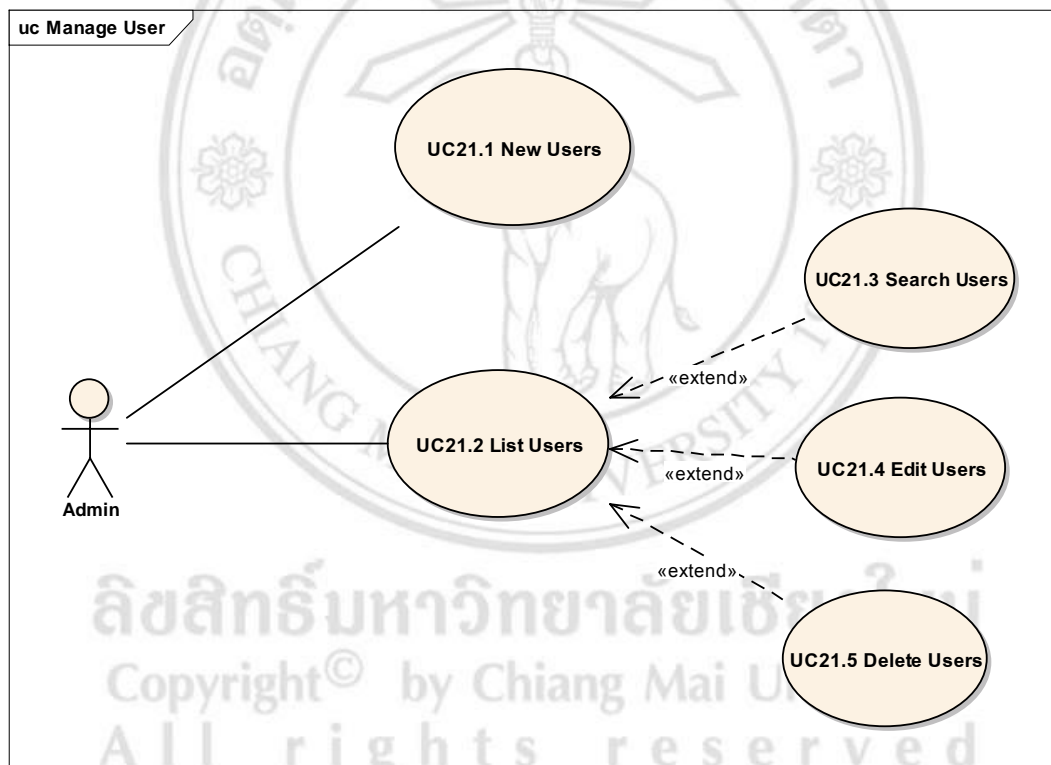 uc Manage User
UC21.1 New Users
UC21.3 Search Users
«extend»
UC21.2 List Users
UC21.4 Edit Users
«extend»
Admin
«extend»
UC21.5 Delete Users
ลิขสิทธิ์มหาวิทยาลัยเชียงใหม่
Copyright© by Chiang Mai U
All rights reserved
CHIANG M VERSITY